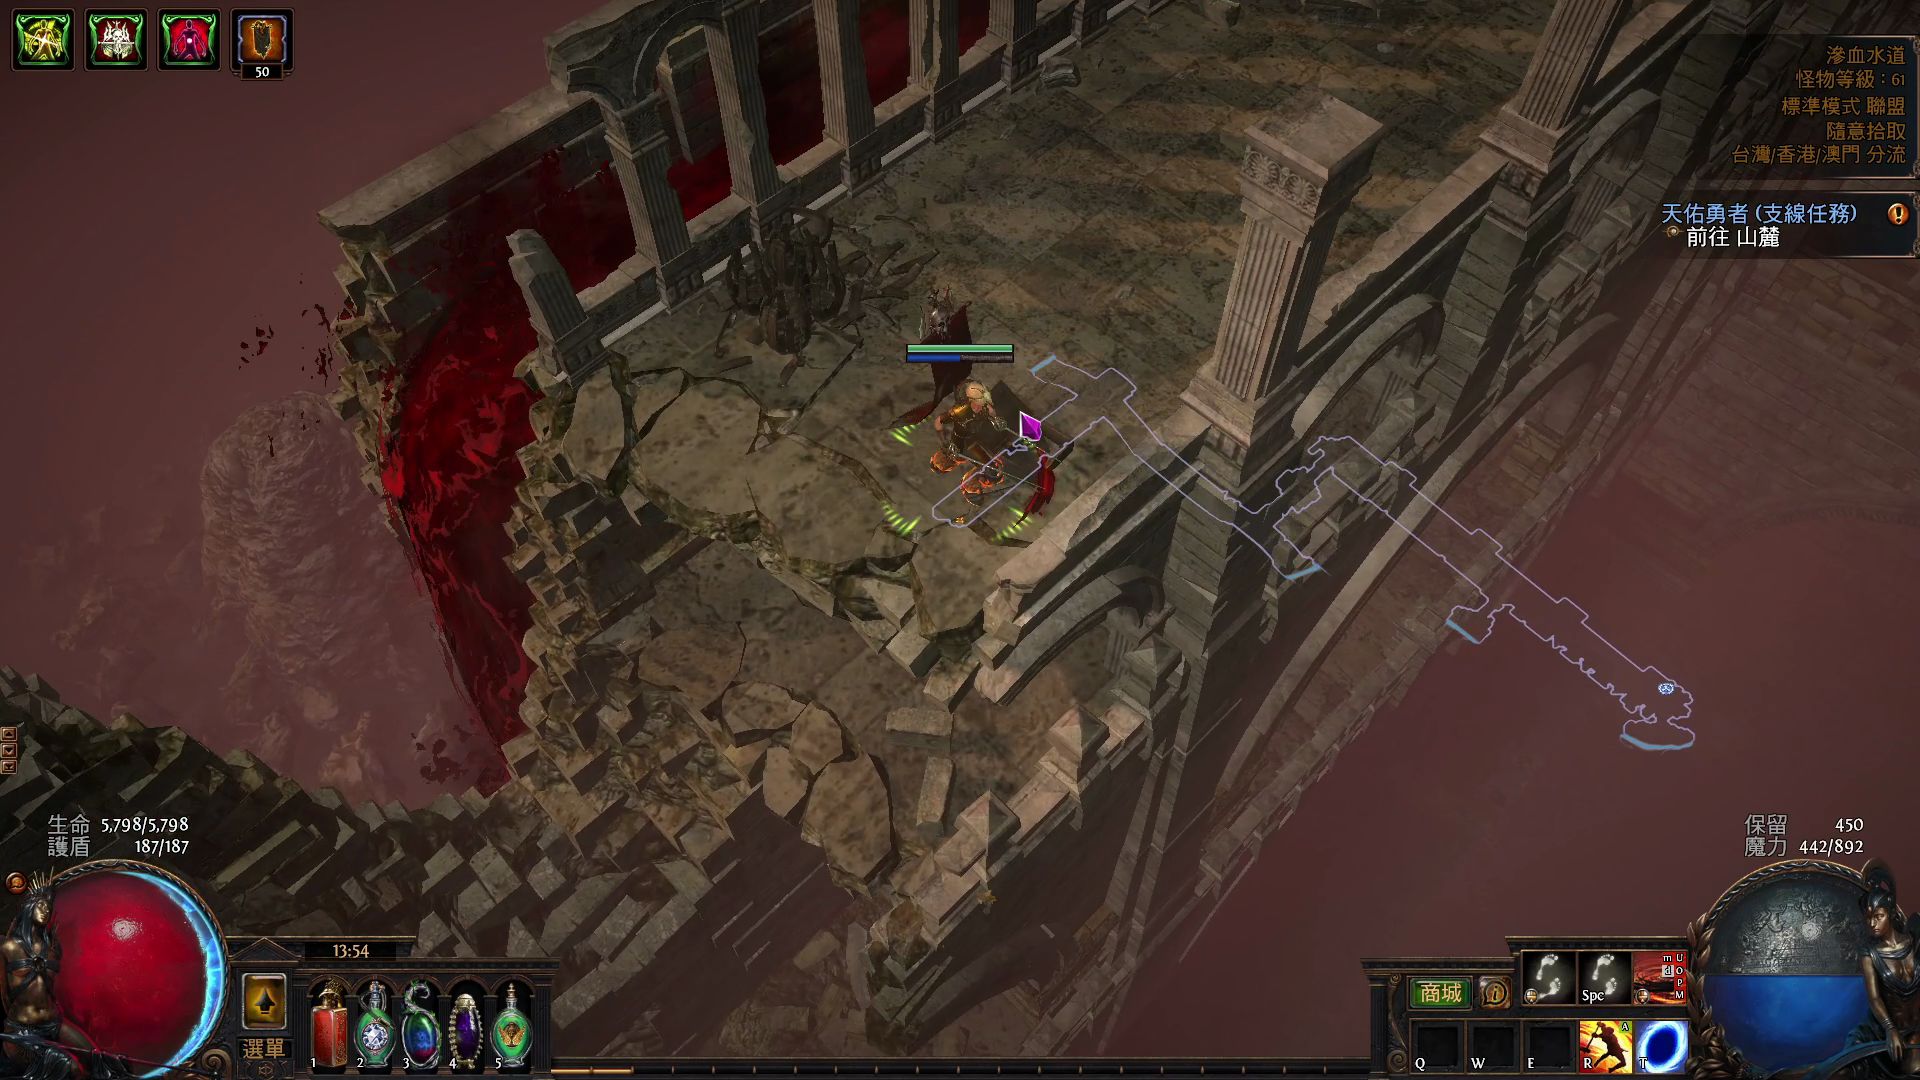 50
滲血水道
怪物等級：61
標準模式 聯盟
隨意拾取
台灣/香港/澳門 分流
天佑勇者 (支線任務)
前往 山麓
生命 5,798/5,798
護盾 187/187
保留 450
魔力 442/892
13:54
選單
1 2 3 4 5
商城
Spc
m U
d O
P
M
Q W E R A T